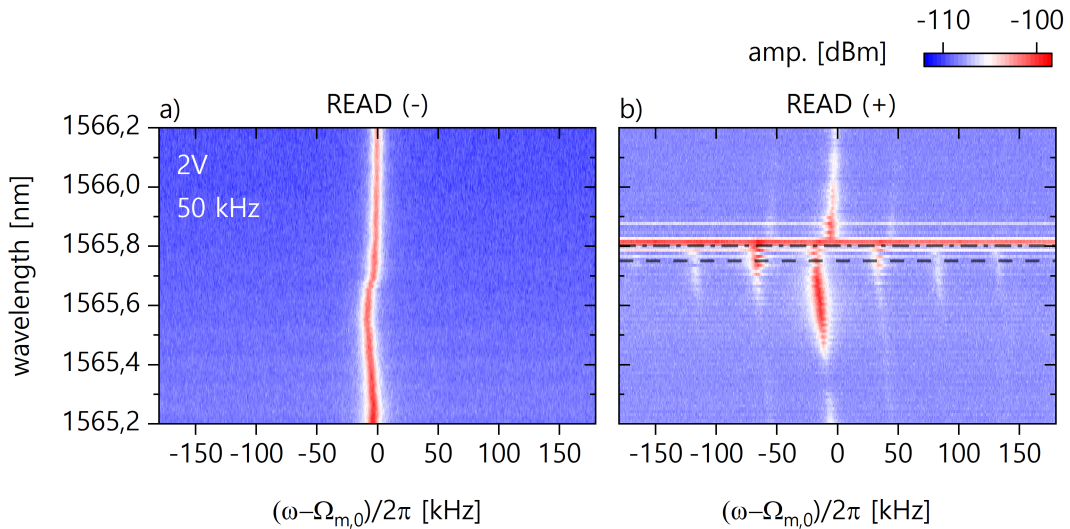 -110 -100
amp. [dBm]
a) READ (-)
b) READ (+)
2V
50 kHz
wavelength [nm]
1566,2
1566,0
1565,8
1565,6
1565,4
1565,2
-150 -100 -50 0 50 100 150
-150 -100 -50 0 50 100 150
(ω−Ωm,0)/2π [kHz]
(ω−Ωm,0)/2π [kHz]